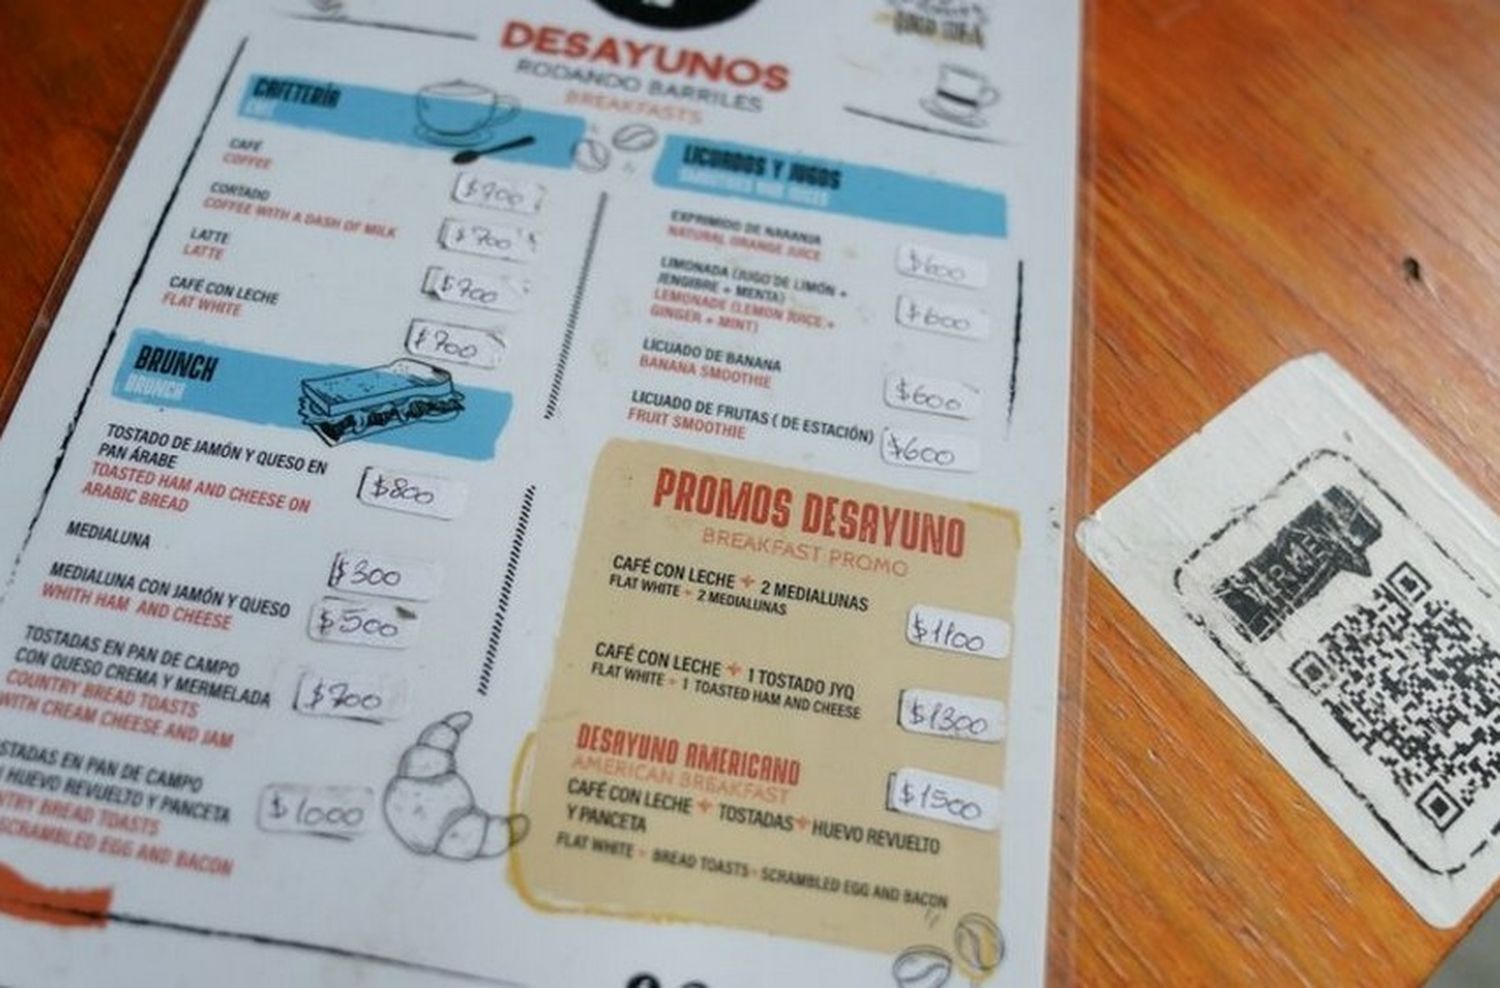 DESAYUNOS
RODANDO BARRILES
BREAKFASTS
CAFETERÍA
CAFÉ
COFFEE
$700
CORTADO
COFFEE WITH A DASH OF MILK
$700
LATTE
LATTE
$700
CAFÉ CON LECHE
FLAT WHITE
$700
BRUNCH
BRUNCH
TOSTADO DE JAMÓN Y QUESO EN
PAN ÁRABE
TOASTED HAM AND CHEESE ON
ARABIC BREAD
$800
MEDIALUNA
$300
MEDIALUNA CON JAMÓN Y QUESO
WHITH HAM AND CHEESE
$500
TOSTADAS EN PAN DE CAMPO
CON QUESO CREMA Y MERMELADA
COUNTRY BREAD TOASTS
WITH CREAM CHEESE AND JAM
$700
STADAS EN PAN DE CAMPO
HUEVO REVUELTO Y PANCETA
NTRY BREAD TOASTS
SCRAMBLED EGG AND BACON
$1000
LICUADOS Y JUGOS
SMOOTHIES AND JUICES
EXPRIMIDO DE NARANJA
NATURAL ORANGE JUICE
$600
LIMONADA (JUGO DE LIMÓN +
JENGIBRE + MENTA)
LEMONADE (LEMON JUICE +
GINGER + MINT)
$600
LICUADO DE BANANA
BANANA SMOOTHIE
$600
LICUADO DE FRUTAS ( DE ESTACIÓN)
FRUIT SMOOTHIE
$600
PROMOS DESAYUNO
BREAKFAST PROMO
CAFÉ CON LECHE + 2 MEDIALUNAS
FLAT WHITE + 2 MEDIALUNAS
$1100
CAFÉ CON LECHE + 1 TOSTADO JYQ
FLAT WHITE + 1 TOASTED HAM AND CHEESE
$1300
DESAYUNO AMERICANO
AMERICAN BREAKFAST
$1500
CAFÉ CON LECHE + TOSTADAS + HUEVO REVUELTO
Y PANCETA
FLAT WHITE + BREAD TOASTS + SCRAMBLED EGG AND BACON